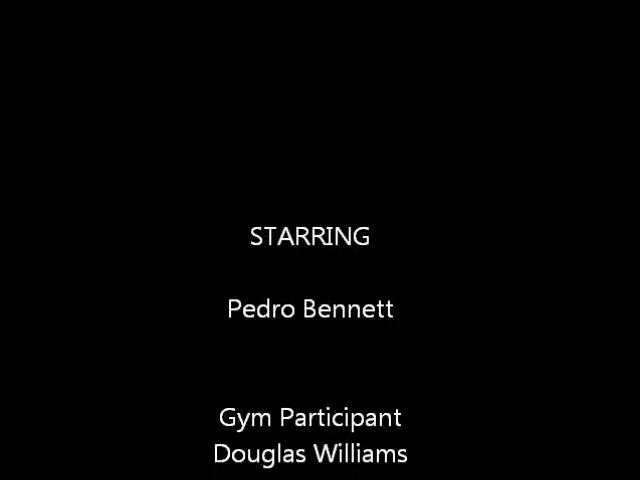 STARRING
Pedro Bennett
Gym Participant
Douglas Williams